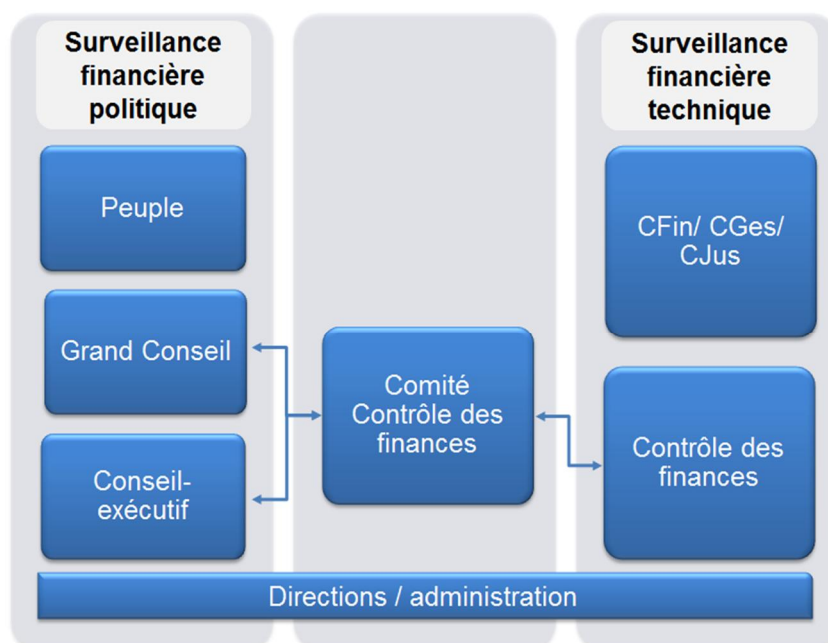 Surveillance
financière
politique
Peuple
Grand Conseil
Conseil-
exécutif
Comité
Contrôle des
finances
Surveillance
financière
technique
CFin/ CGes/
CJus
Contrôle des
finances
Directions / administration